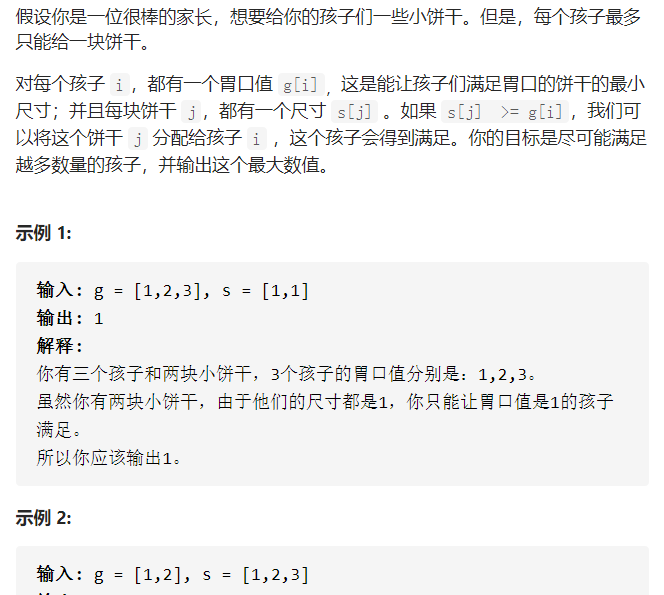 假设你是一位很棒的家长，想要给你的孩子们一些小饼干。但是，每个孩子最多
只能给一块饼干。
对每个孩子 i，都有一个胃口值 g[i]，这是能让孩子们满足胃口的饼干的最小
尺寸；并且每块饼干 j，都有一个尺寸 s[j] 。如果 s[j] >= g[i]，我们可
以将这个饼干 j 分配给孩子 i ，这个孩子会得到满足。你的目标是尽可能满足
越多数量的孩子，并输出这个最大数值。
示例 1:
输入: g = [1,2,3], s = [1,1]
输出: 1
解释:
你有三个孩子和两块小饼干，3个孩子的胃口值分别是：1,2,3。
虽然你有两块小饼干，由于他们的尺寸都是1，你只能让胃口值是1的孩子
满足。
所以你应该输出1。
示例 2:
输入: g = [1,2], s = [1,2,3]